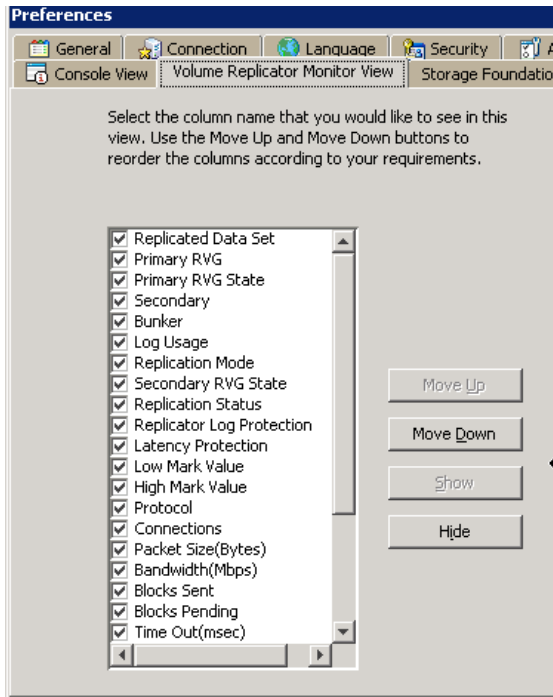 Preferences
General Connection Language Security A
Console View Volume Replicator Monitor View Storage Foundatio
Select the column name that you would like to see in this
view. Use the Move Up and Move Down buttons to
reorder the columns according to your requirements.
Replicated Data Set
Primary RVG
Primary RVG State
Secondary
Bunker
Log Usage
Replication Mode
Secondary RVG State
Replication Status
Replicator Log Protection
Latency Protection
Low Mark Value
High Mark Value
Protocol
Connections
Packet Size(Bytes)
Bandwidth(Mbps)
Blocks Sent
Blocks Pending
Time Out(msec)
Move Up
Move Down
Show
Hide